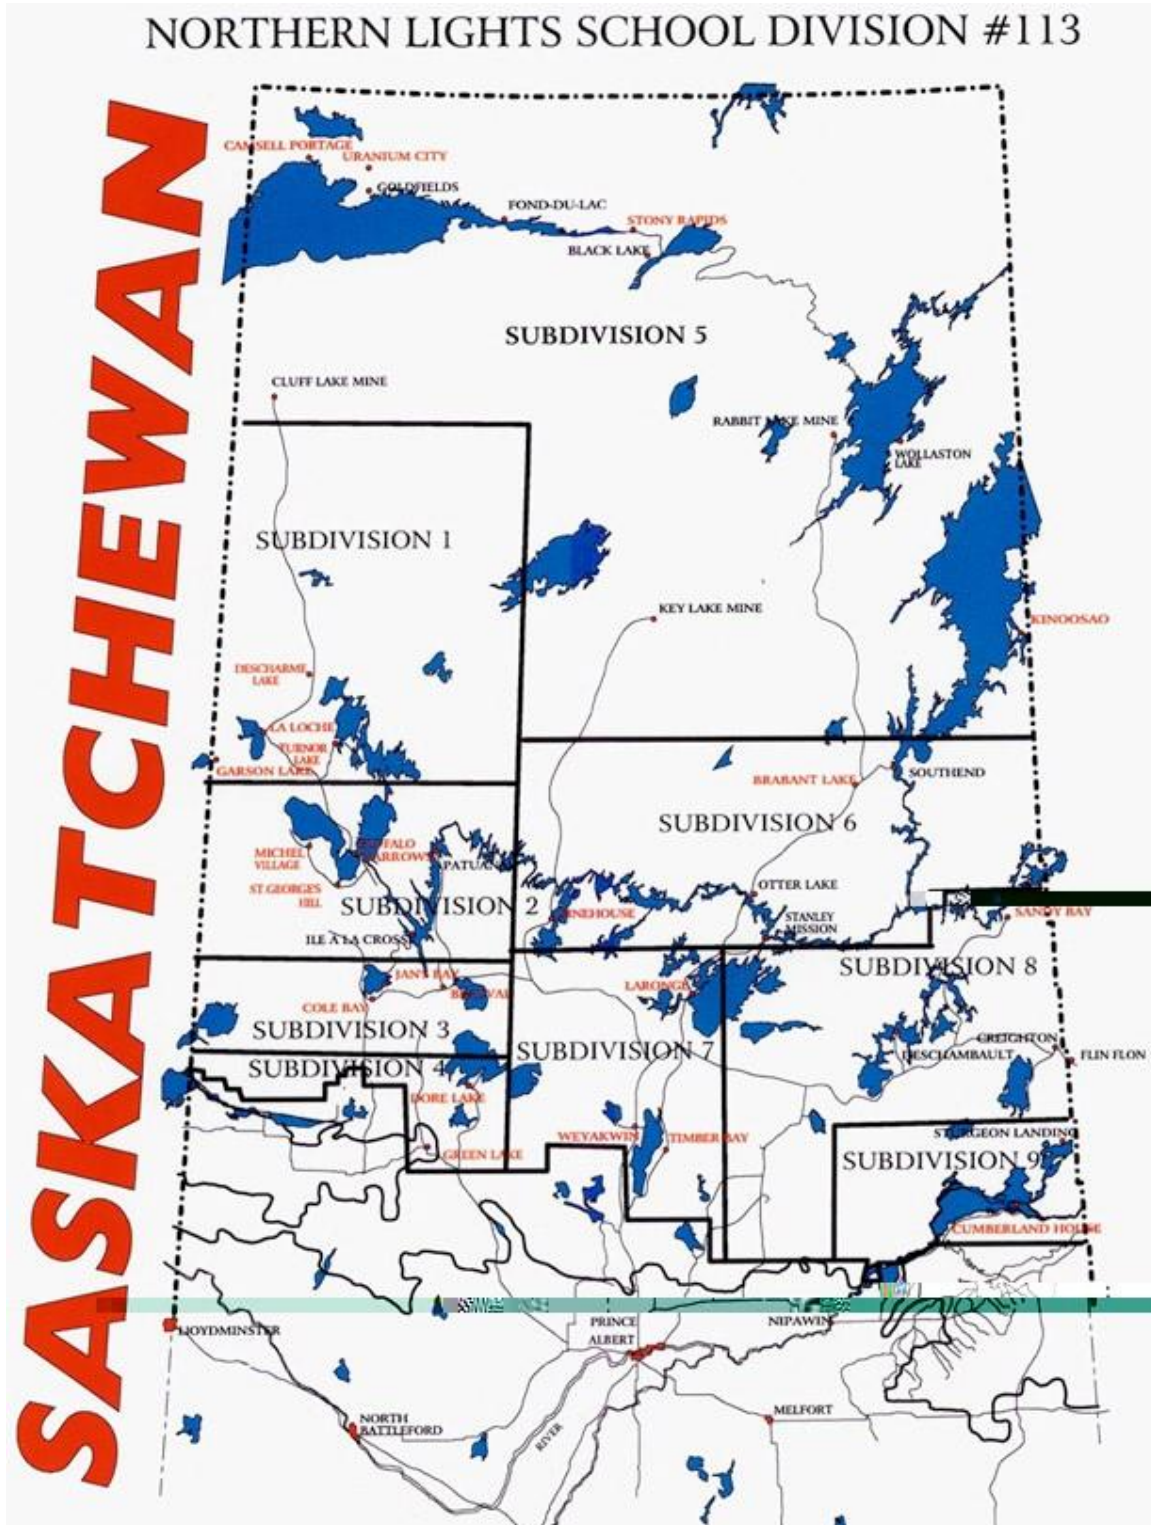 NORTHERN LIGHTS SCHOOL DIVISION #113
SASKATCHEWAN
CAMSELL PORTAGE
URANIUM CITY
GOLDFIELDS
FOND-DU-LAC
STONY RAPIDS
BLACK LAKE
SUBDIVISION 5
CLUFF LAKE MINE
RABBIT LAKE MINE
WOLLASTON
LAKE
SUBDIVISION 1
KEY LAKE MINE
KINOOSAO
DESCHARME
LAKE
LA LOCHE
TURNOR
LAKE
GARSON LAKE
BRABANT LAKE
SOUTHEND
SUBDIVISION 6
MICHEL
VILLAGE
BUFFALO
NARROWS
PATUANAK
ST GEORGE'S
HILL
SUBDIVISION 2
OTTER LAKE
PINEHOUSE
STANLEY
MISSION
SANDY BAY
ILE A LA CROSSE
JANS BAY
BEAUVAL
COLE BAY
LARONGE
SUBDIVISION 8
SUBDIVISION 3
SUBDIVISION 7
CREIGHTON
DESCHAMBAULT
FLIN FLON
SUBDIVISION 4
DORE LAKE
WEYAKWIN
TIMBER BAY
GREEN LAKE
STURGEON LANDING
SUBDIVISION 9
CUMBERLAND HOUSE
LLOYDMINSTER
PRINCE
ALBERT
NIPAWIN
NORTH
BATTLEFORD
MELFORT
RIVER